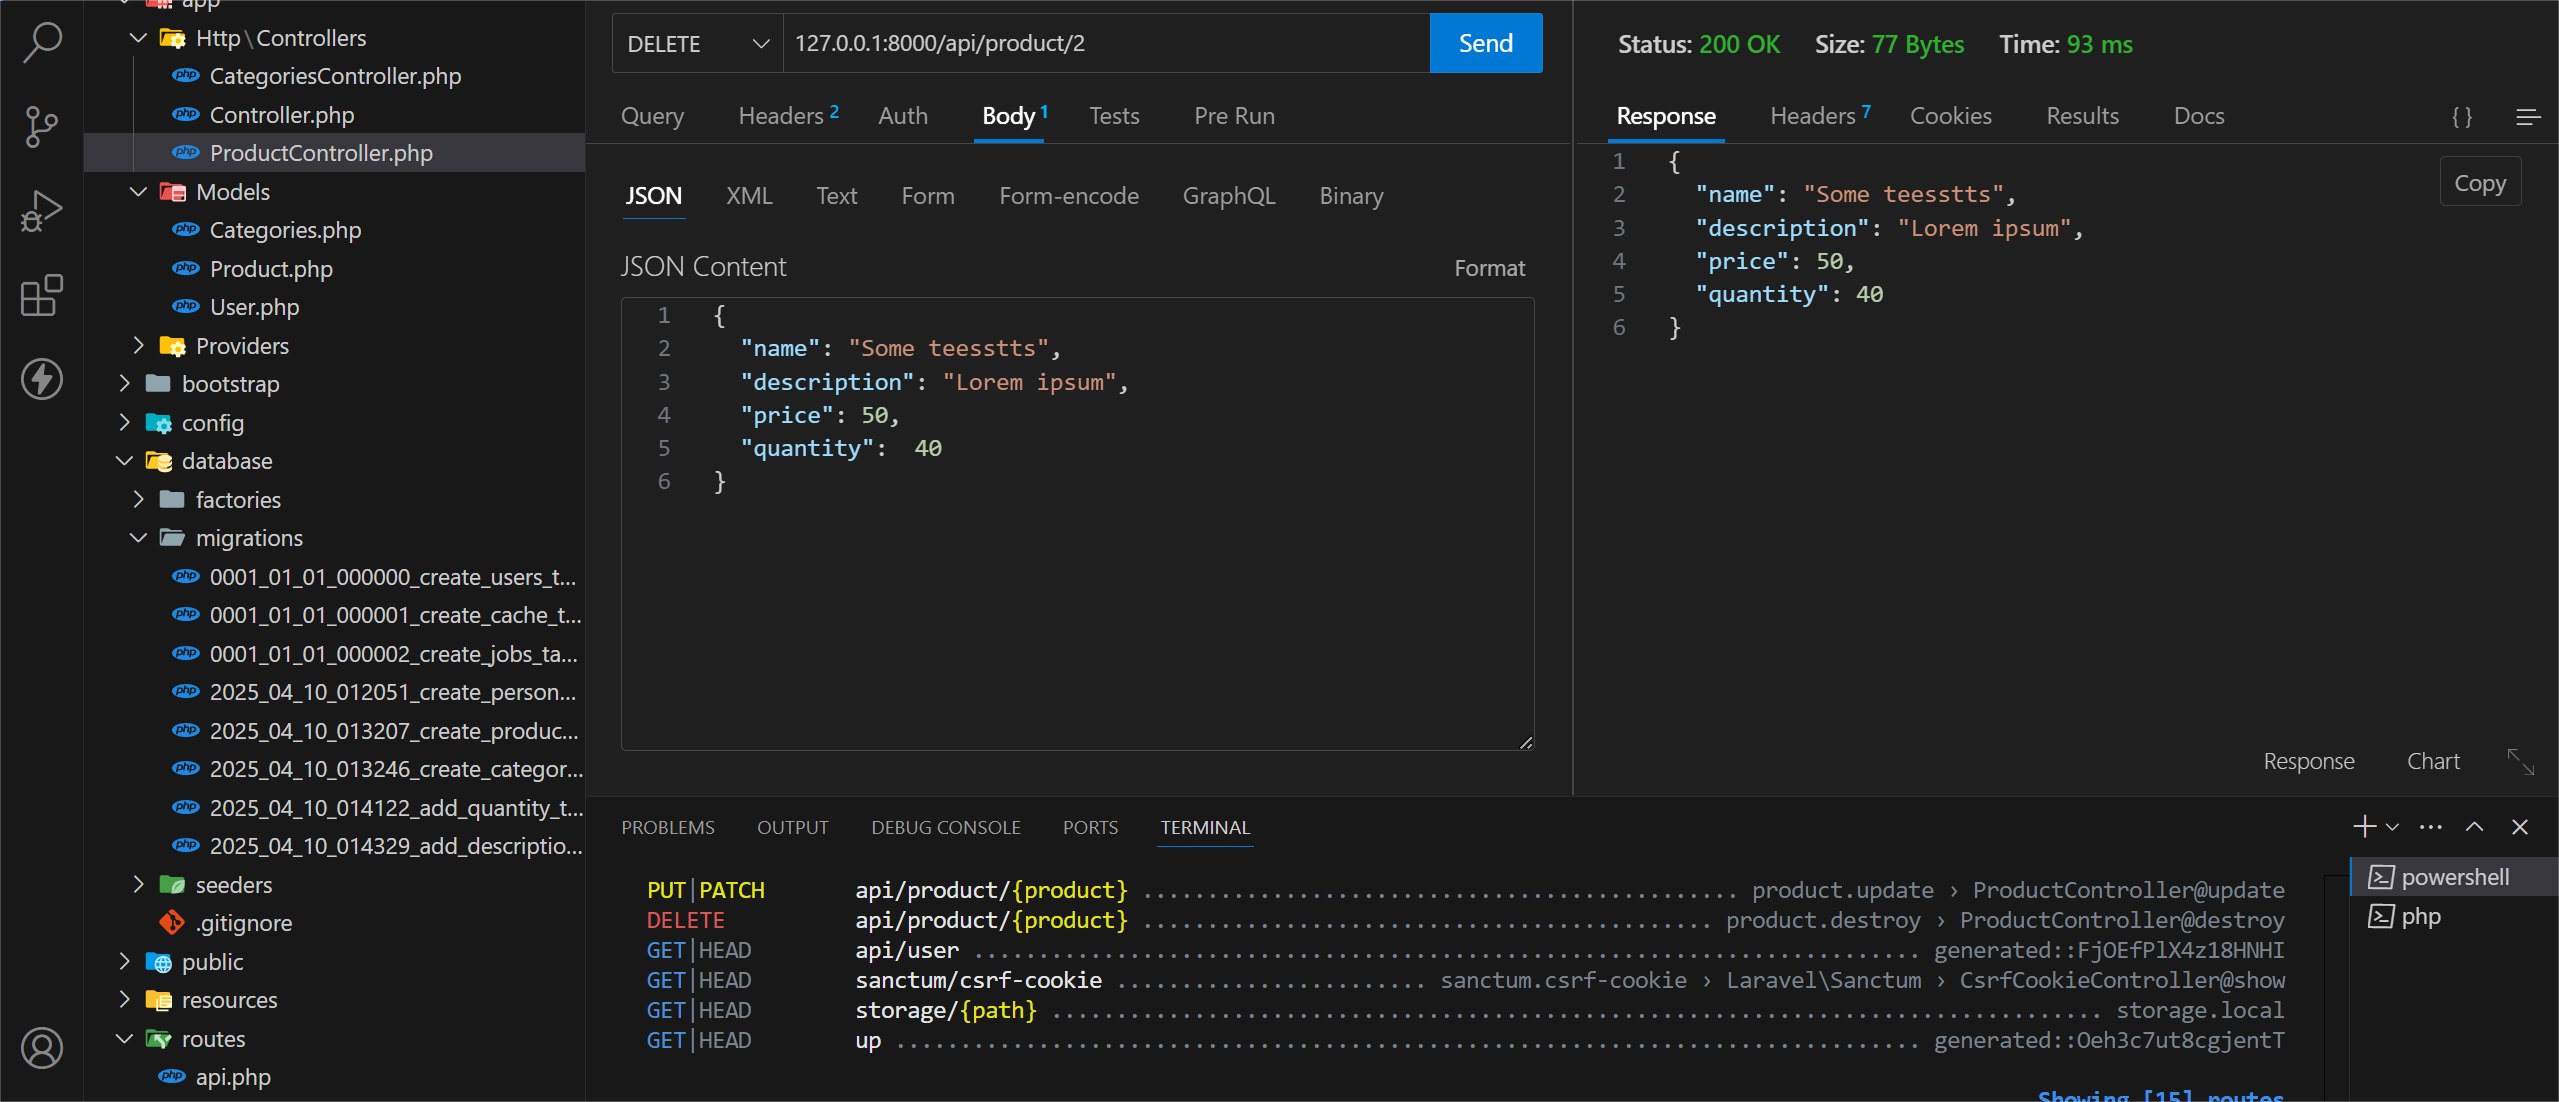 app
Http\Controllers
CategoriesController.php
Controller.php
ProductController.php
Models
Categories.php
Product.php
User.php
Providers
bootstrap
config
database
factories
migrations
0001_01_01_000000_create_users_t...
0001_01_01_000001_create_cache_t...
0001_01_01_000002_create_jobs_ta...
2025_04_10_012051_create_person...
2025_04_10_013207_create_produc...
2025_04_10_013246_create_categor...
2025_04_10_014122_add_quantity_t...
2025_04_10_014329_add_descriptio...
seeders
.gitignore
public
resources
routes
api.php
DELETE 127.0.0.1:8000/api/product/2 Send
Query Headers 2 Auth Body 1 Tests Pre Run
JSON XML Text Form Form-encode GraphQL Binary
JSON Content Format
1 {
2 "name": "Some teesstts",
3 "description": "Lorem ipsum",
4 "price": 50,
5 "quantity":  40
6 }
Status: 200 OK Size: 77 Bytes Time: 93 ms
Response Headers 7 Cookies Results Docs { }
Copy
1 {
2 "name": "Some teesstts",
3 "description": "Lorem ipsum",
4 "price": 50,
5 "quantity": 40
6 }
Response Chart
PROBLEMS OUTPUT DEBUG CONSOLE PORTS TERMINAL
PUT|PATCH api/product/{product} .............................................. product.update › ProductController@update
DELETE api/product/{product} ............................................ product.destroy › ProductController@destroy
GET|HEAD api/user ......................................................................... generated::FjOEfPlX4z18HNHI
GET|HEAD sanctum/csrf-cookie ........................ sanctum.csrf-cookie › Laravel\Sanctum › CsrfCookieController@show
GET|HEAD storage/{path} ................................................................................. storage.local
GET|HEAD up ............................................................................... generated::Oeh3c7ut8cgjentT
Showing [15] routes
powershell
php